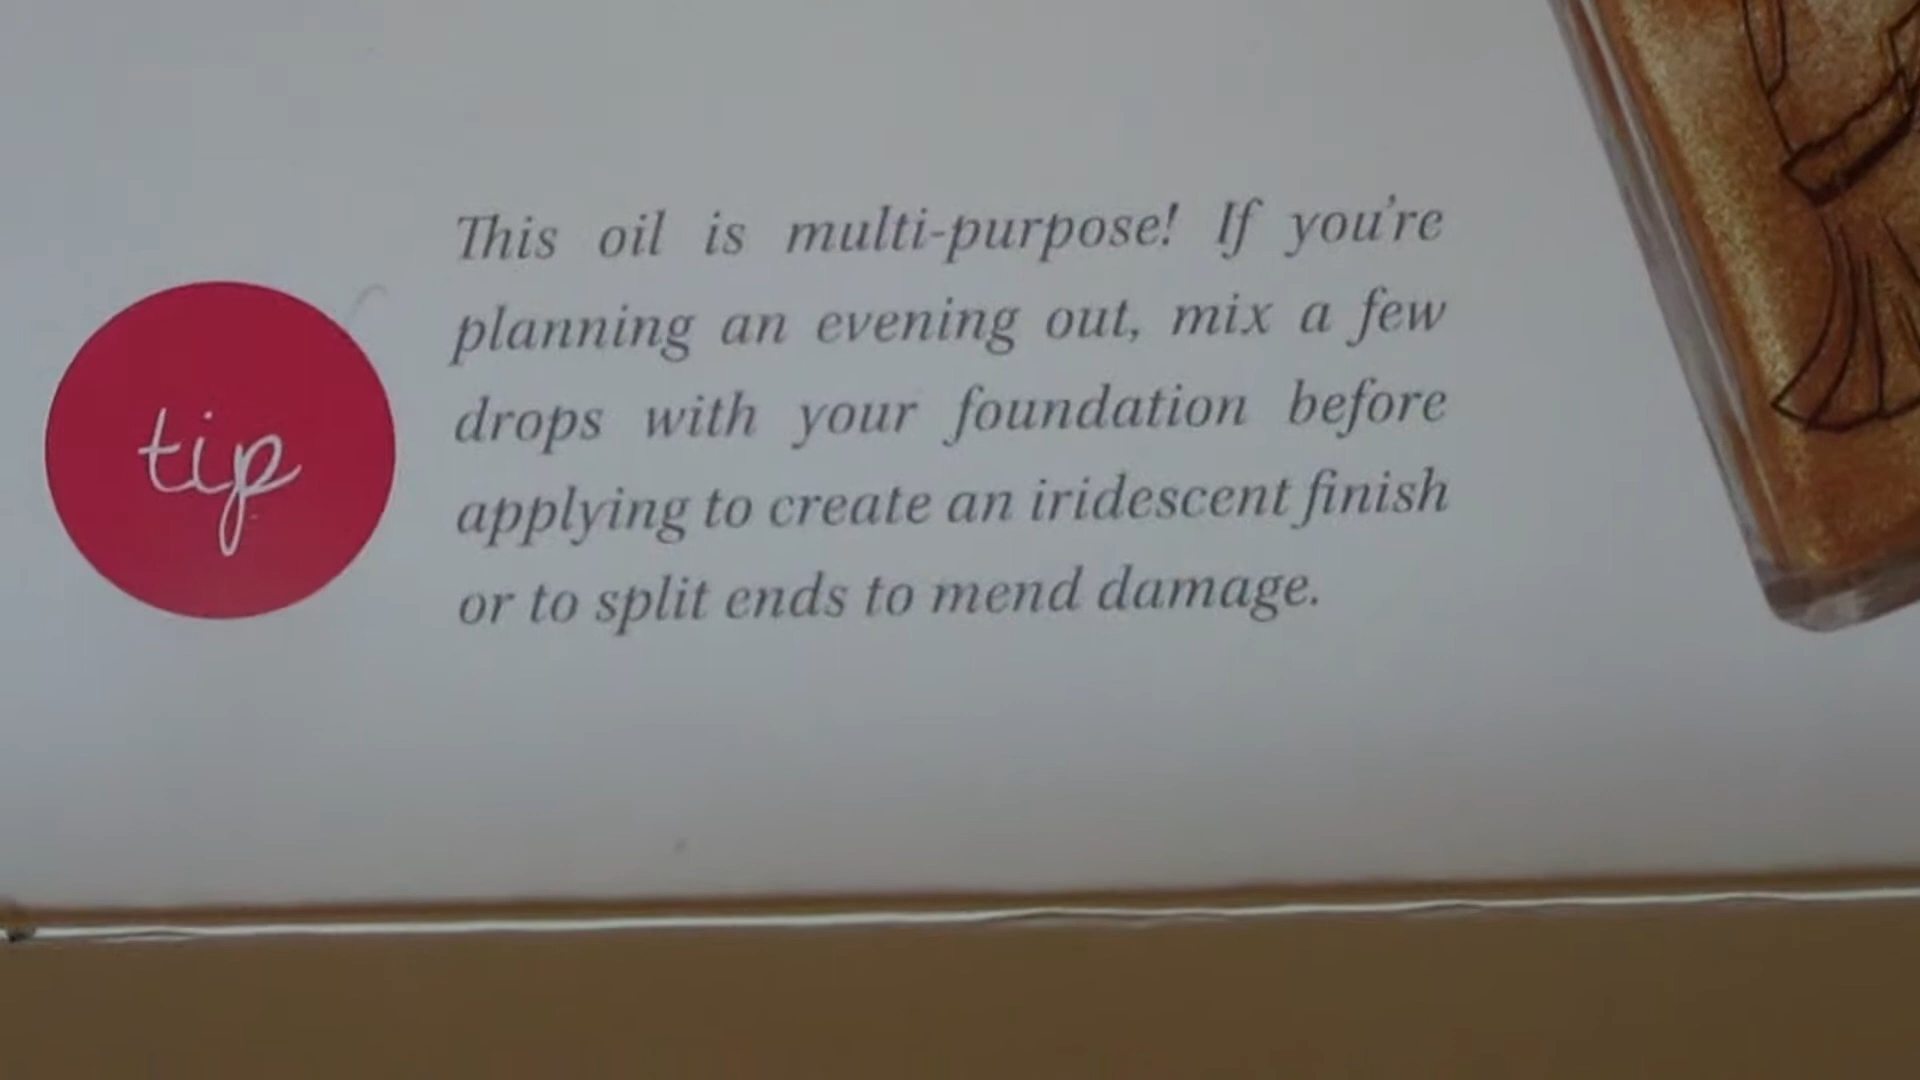 tip
This oil is multi-purpose! If you're
planning an evening out, mix a few
drops with your foundation before
applying to create an iridescent finish
or to split ends to mend damage.